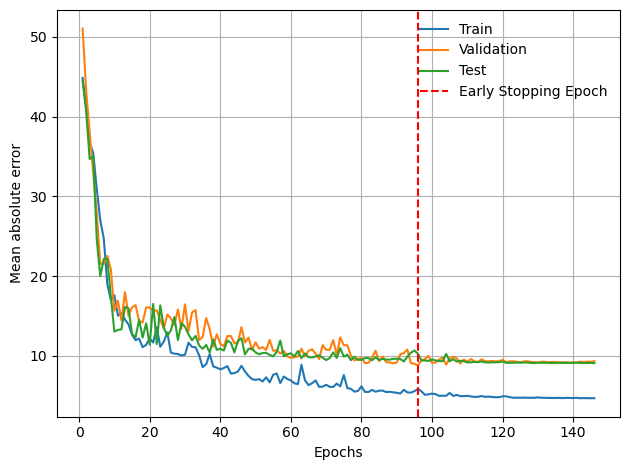 Train
Validation
Test
Early Stopping Epoch
50
40
30
20
10
Mean absolute error
0 20 40 60 80 100 120 140
Epochs